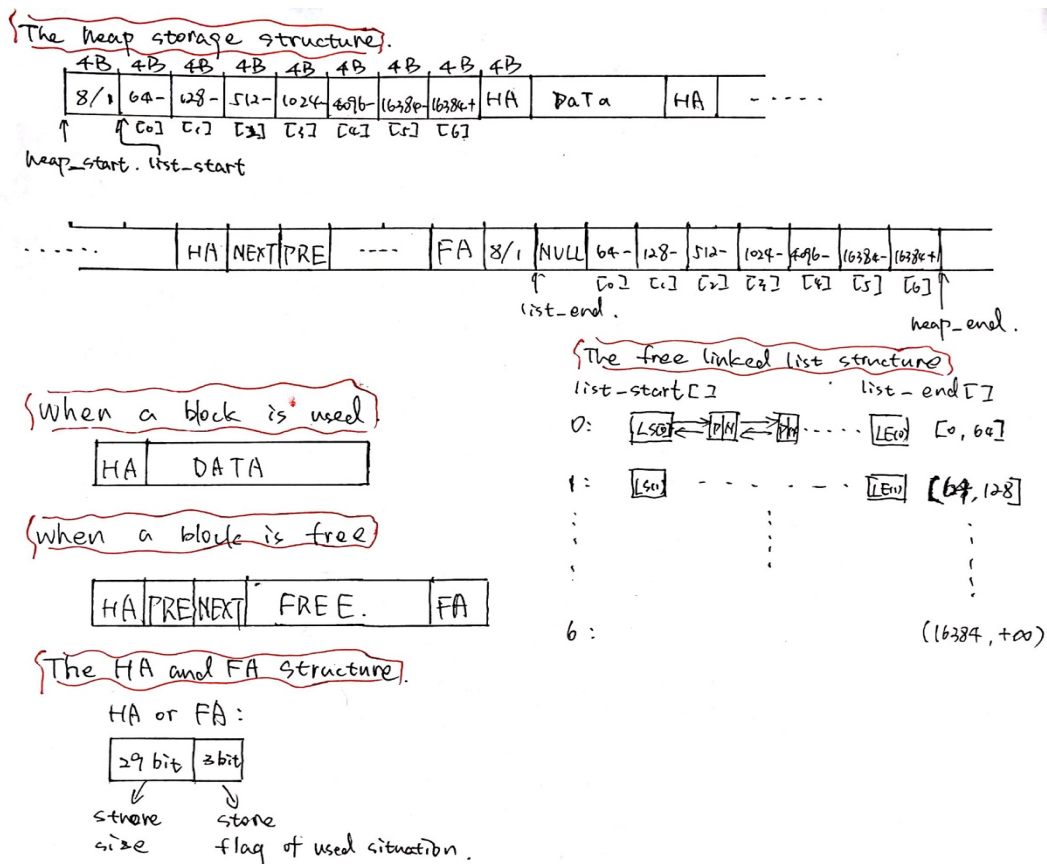 The heap storage structure.
4B 4B 4B 4B 4B 4B 4B 4B 4B
8/1 64- 128- 512- 1024- 4096- 16384- 16384+ HA DaTa HA -----
[0] [1] [2] [3] [4] [5] [6]
heap_start. list_start
...... HA NEXT PRE ---- FA 8/1 NULL 64- 128- 512- 1024- 4096- 16384- 16384+
[0] [1] [2] [3] [4] [5] [6]
list_end.
heap_end.
The free linked list structure
list-start[] list-end[]
0: LS(0) P N P N ...... LE(0) [0, 64]
1: LS(1) - - - - - - LE(1) [64, 128]
6: (16384, +∞)
When a block is used
HA DATA
when a block is free
HA PRE NEXT FREE. FA
The HA and FA structure.
HA or FA:
29 bit 3 bit
store
size
store
flag of used situation.